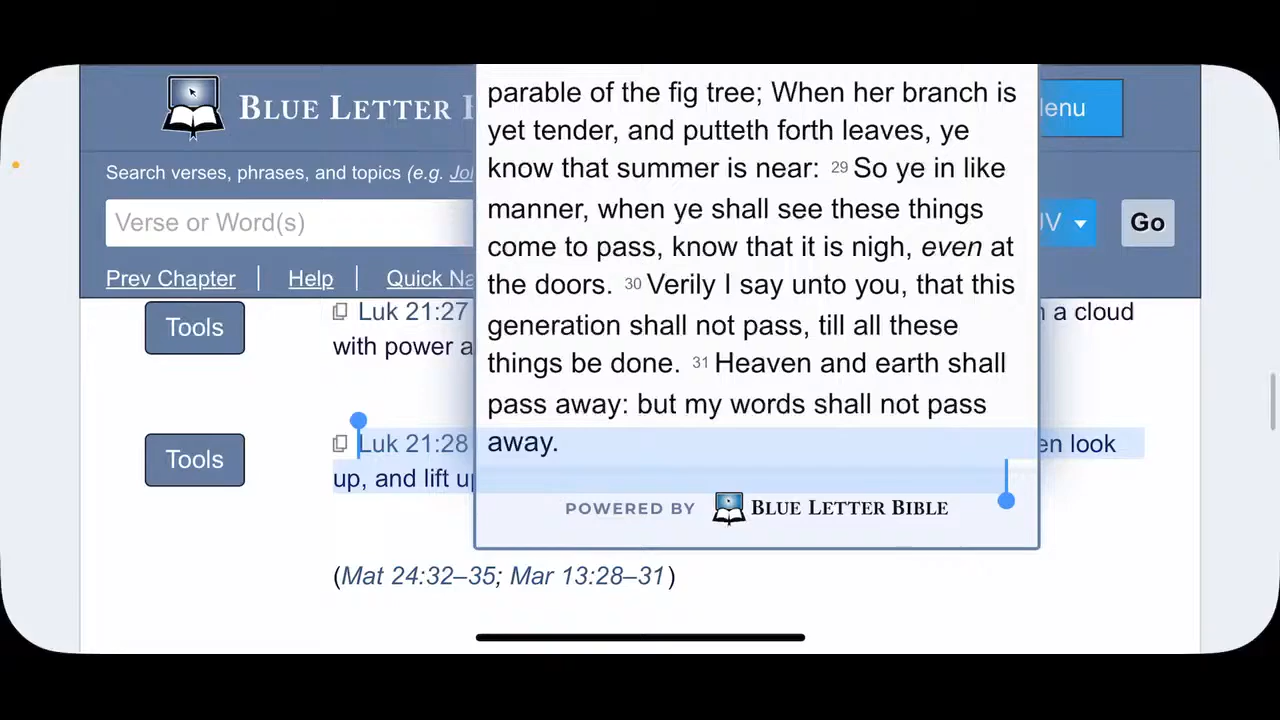 BLUE LETTER
enu
Search verses, phrases, and topics (e.g. Jo
Verse or Word(s)
JV
Go
Prev Chapter | Help | Quick Na
parable of the fig tree; When her branch is
yet tender, and putteth forth leaves, ye
know that summer is near: 29 So ye in like
manner, when ye shall see these things
come to pass, know that it is nigh, even at
the doors. 30 Verily I say unto you, that this
generation shall not pass, till all these
things be done. 31 Heaven and earth shall
pass away: but my words shall not pass
away.
POWERED BY BLUE LETTER BIBLE
Tools
Luk 21:27
a cloud
with power a
Tools
Luk 21:28
en look
up, and lift up
(Mat 24:32–35; Mar 13:28–31)